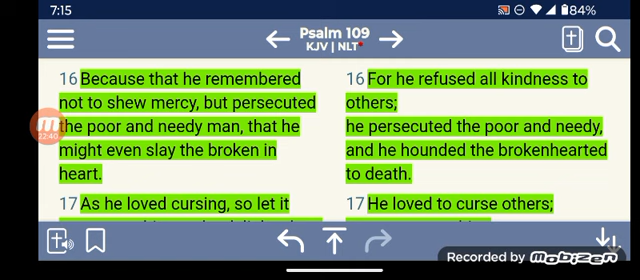 7:15
84%
Psalm 109
KJV | NLT
16 Because that he remembered
not to shew mercy, but persecuted
the poor and needy man, that he
might even slay the broken in
heart.
17 As he loved cursing, so let it
16 For he refused all kindness to
others;
he persecuted the poor and needy,
and he hounded the brokenhearted
to death.
17 He loved to curse others;
22:40
Recorded by Mobizen